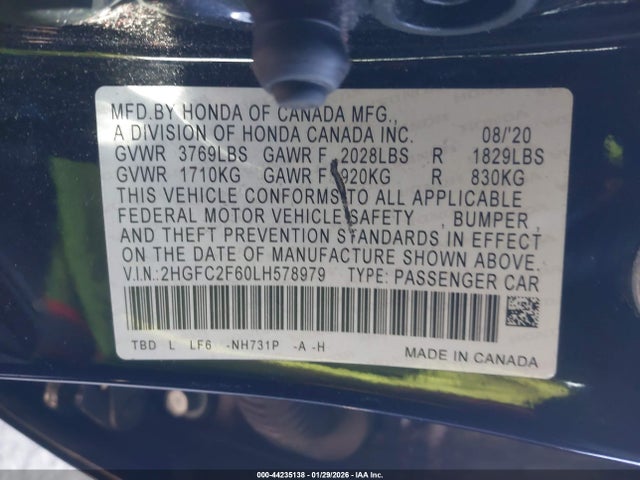 MFD.BY HONDA OF CANADA MFG.,
A DIVISION OF HONDA CANADA INC. 08/'20
GVWR 3769LBS GAWR F 2028LBS R 1829LBS
GVWR 1710KG GAWR F 920KG R 830KG
THIS VEHICLE CONFORMS TO ALL APPLICABLE
FEDERAL MOTOR VEHICLE SAFETY , BUMPER ,
AND THEFT PREVENTION STANDARDS IN EFFECT
ON THE DATE OF MANUFACTURE SHOWN ABOVE.
V.I.N.:2HGFC2F60LH578979 TYPE: PASSENGER CAR
TBD L LF6 -NH731P -A -H
MADE IN CANADA
000-44235138 - 01/29/2026 - IAA Inc.